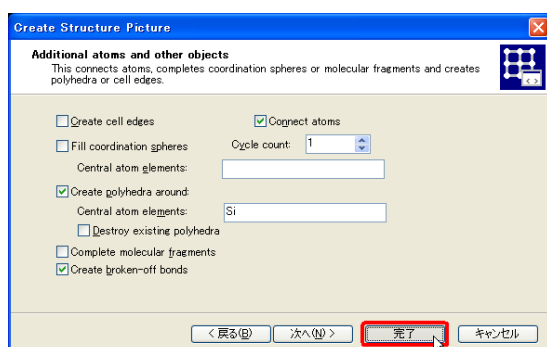 Create Structure Picture
Additional atoms and other objects
This connects atoms, completes coordination spheres or molecular fragments and creates
polyhedra or cell edges.
Create cell edges Connect atoms
Fill coordination spheres Cycle count: 1
Central atom elements:
Create polyhedra around:
Central atom elements: Si
Destroy existing polyhedra
Complete molecular fragments
Create broken-off bonds
< 戻る(B) 次へ(N) > 完了 キャンセル